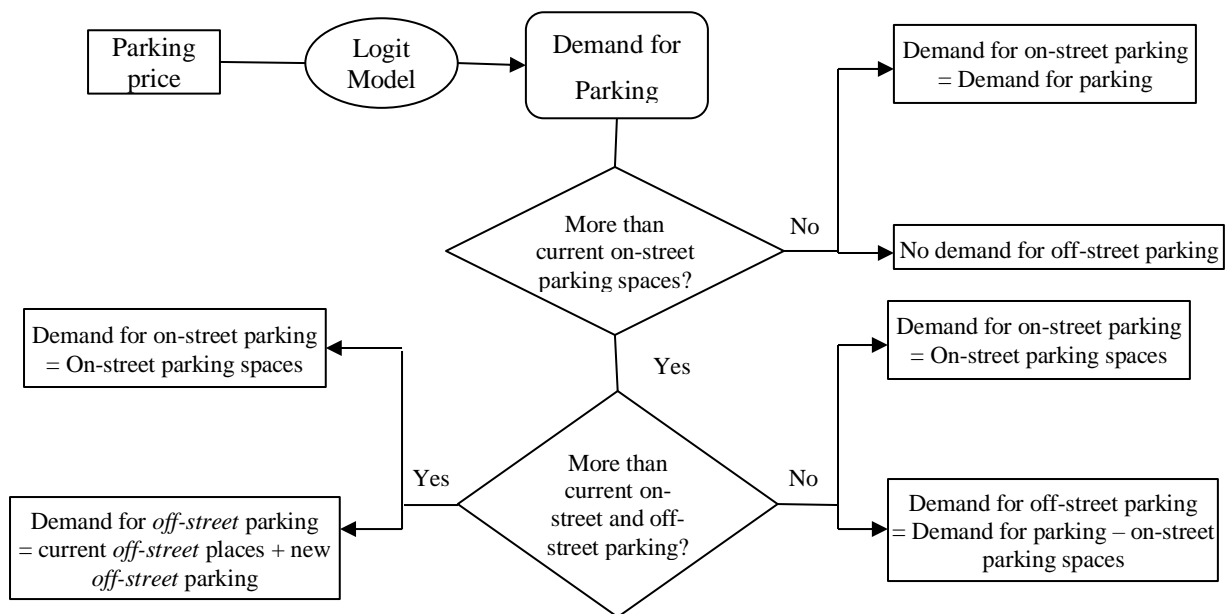 Parking
price
Logit
Model
Demand for
Parking
Demand for on-street parking
= Demand for parking
More than
current on-street
parking spaces?
No
No demand for off-street parking
Demand for on-street parking
= On-street parking spaces
Yes
Demand for on-street parking
= On-street parking spaces
Yes
More than
current on-
street and off-
street parking?
No
Demand for off-street parking
= current off-street places + new
off-street parking
Demand for off-street parking
= Demand for parking – on-street
parking spaces